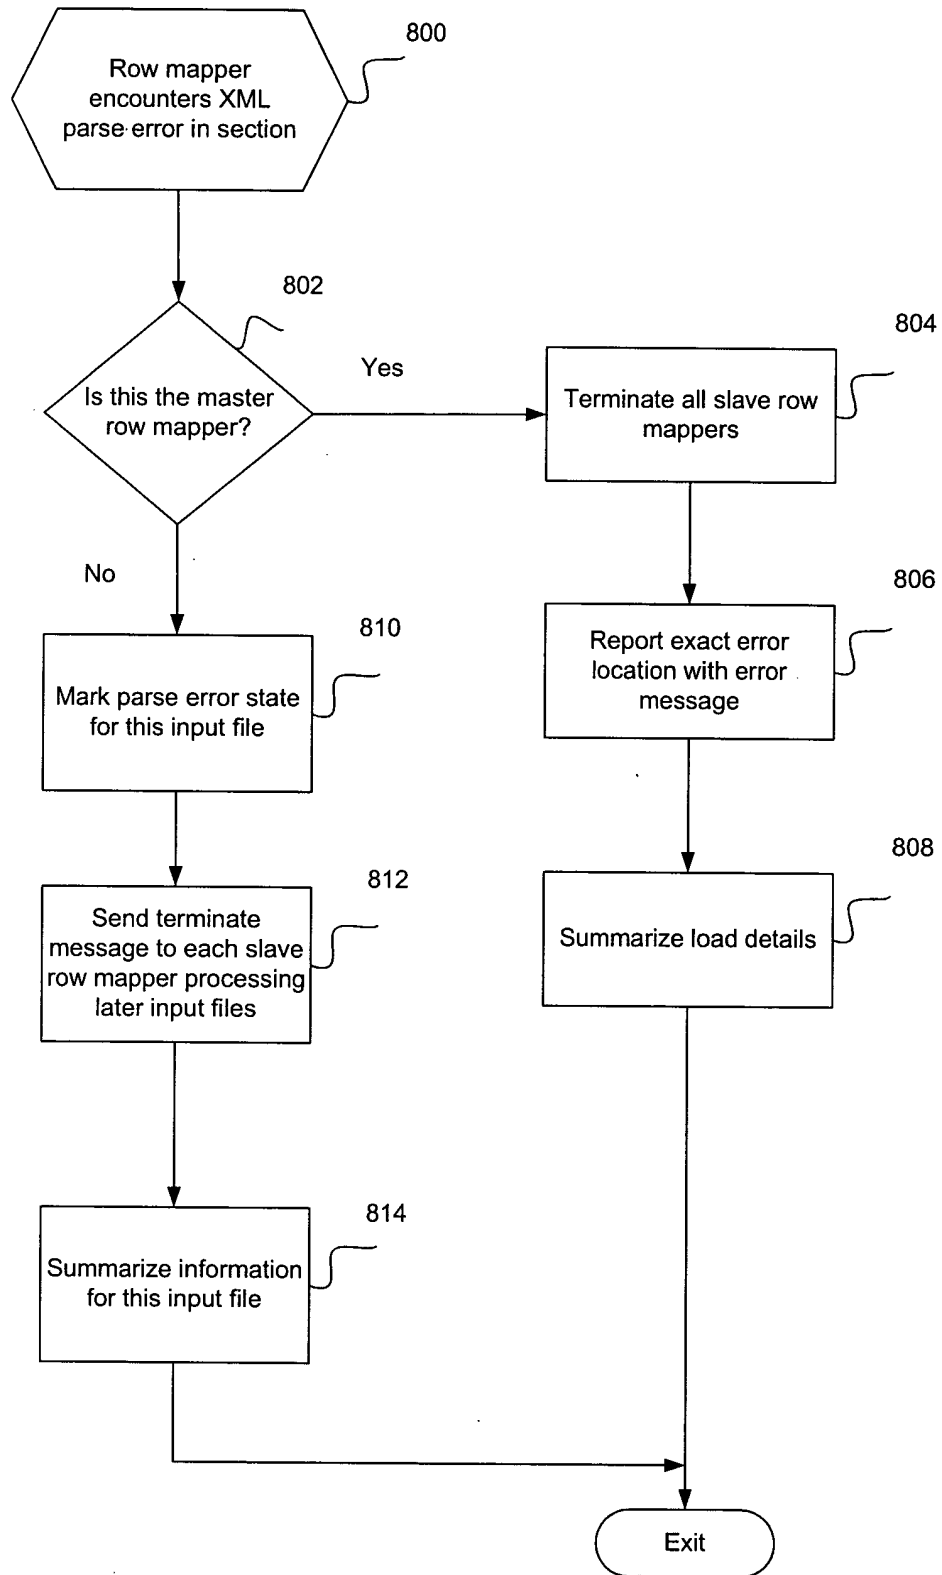 800
Row mapper
encounters XML
parse error in section
802
Is this the master
row mapper?
Yes
804
Terminate all slave row
mappers
806
Report exact error
location with error
message
808
Summarize load details
No
810
Mark parse error state
for this input file
812
Send terminate
message to each slave
row mapper processing
later input files
814
Summarize information
for this input file
Exit